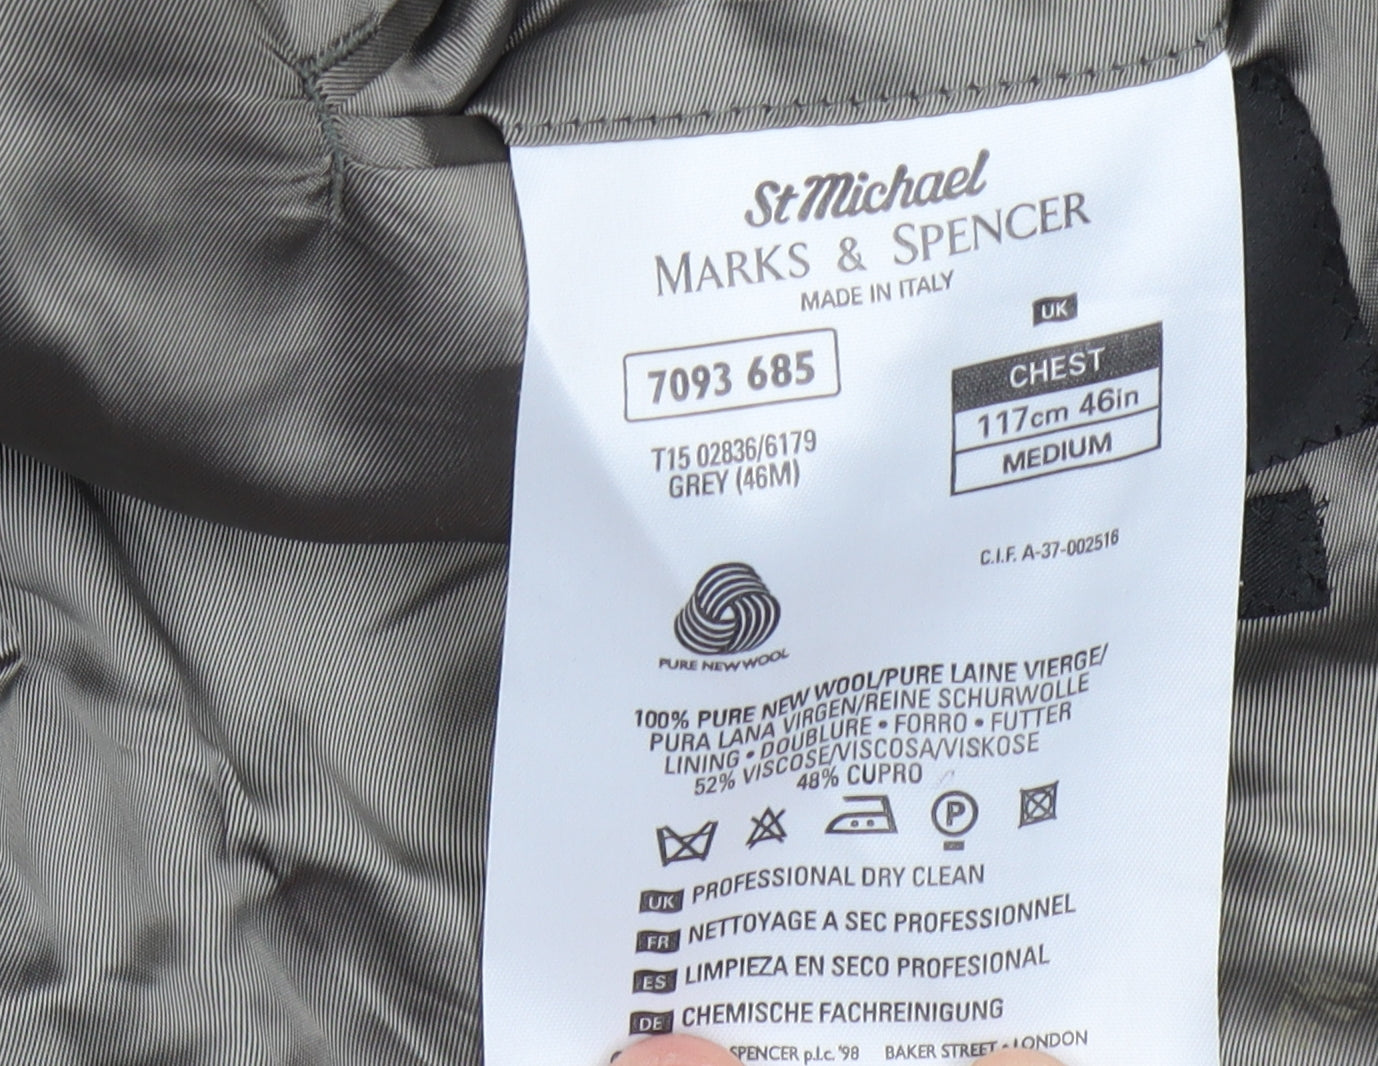 St Michael
MARKS & SPENCER
MADE IN ITALY
UK
7093 685
CHEST
117cm 46in
MEDIUM
T15 02836/6179
GREY (46M)
C.I.F. A-37-002516
PURE NEW WOOL
100% PURE NEW WOOL/PURE LAINE VIERGE/
PURA LANA VIRGEN/REINE SCHURWOLLE
LINING • DOUBLURE • FORRO • FUTTER
52% VISCOSE/VISCOSA/VISKOSE
48% CUPRO
P
UK PROFESSIONAL DRY CLEAN
FR NETTOYAGE A SEC PROFESSIONNEL
ES LIMPIEZA EN SECO PROFESIONAL
DE CHEMISCHE FACHREINIGUNG
SPENCER p.l.c. '98 BAKER STREET • LONDON